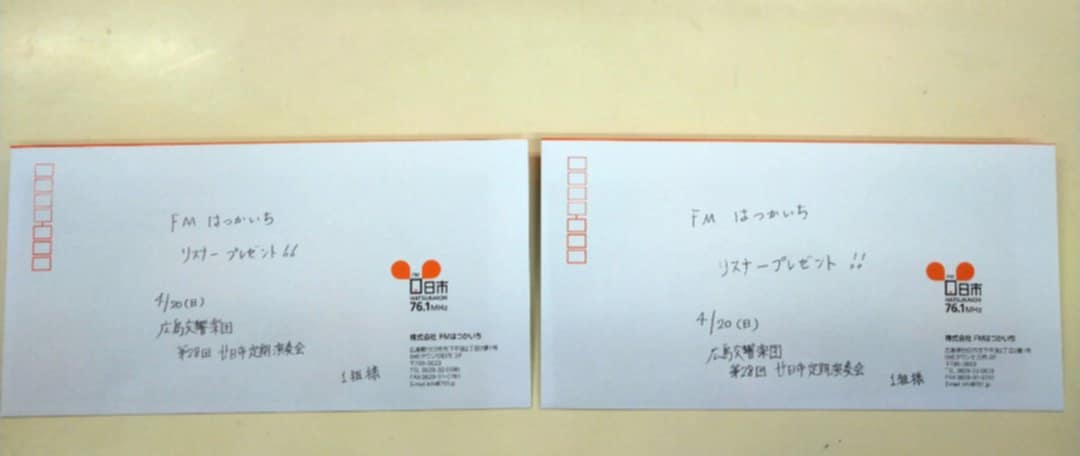 FM はつかいち
リスナープレゼント!!
4/20(日)
広島交響楽団
第28回 廿日市定期演奏会
1組様
FM
廿日市
HATSUKAICHI
76.1MHz
株式会社 FMはつかいち
FM はつかいち
リスナープレゼント!!
4/20(日)
広島交響楽団
第28回 廿日市定期演奏会
1組様
FM
廿日市
HATSUKAICHI
76.1MHz
株式会社 FMはつかいち